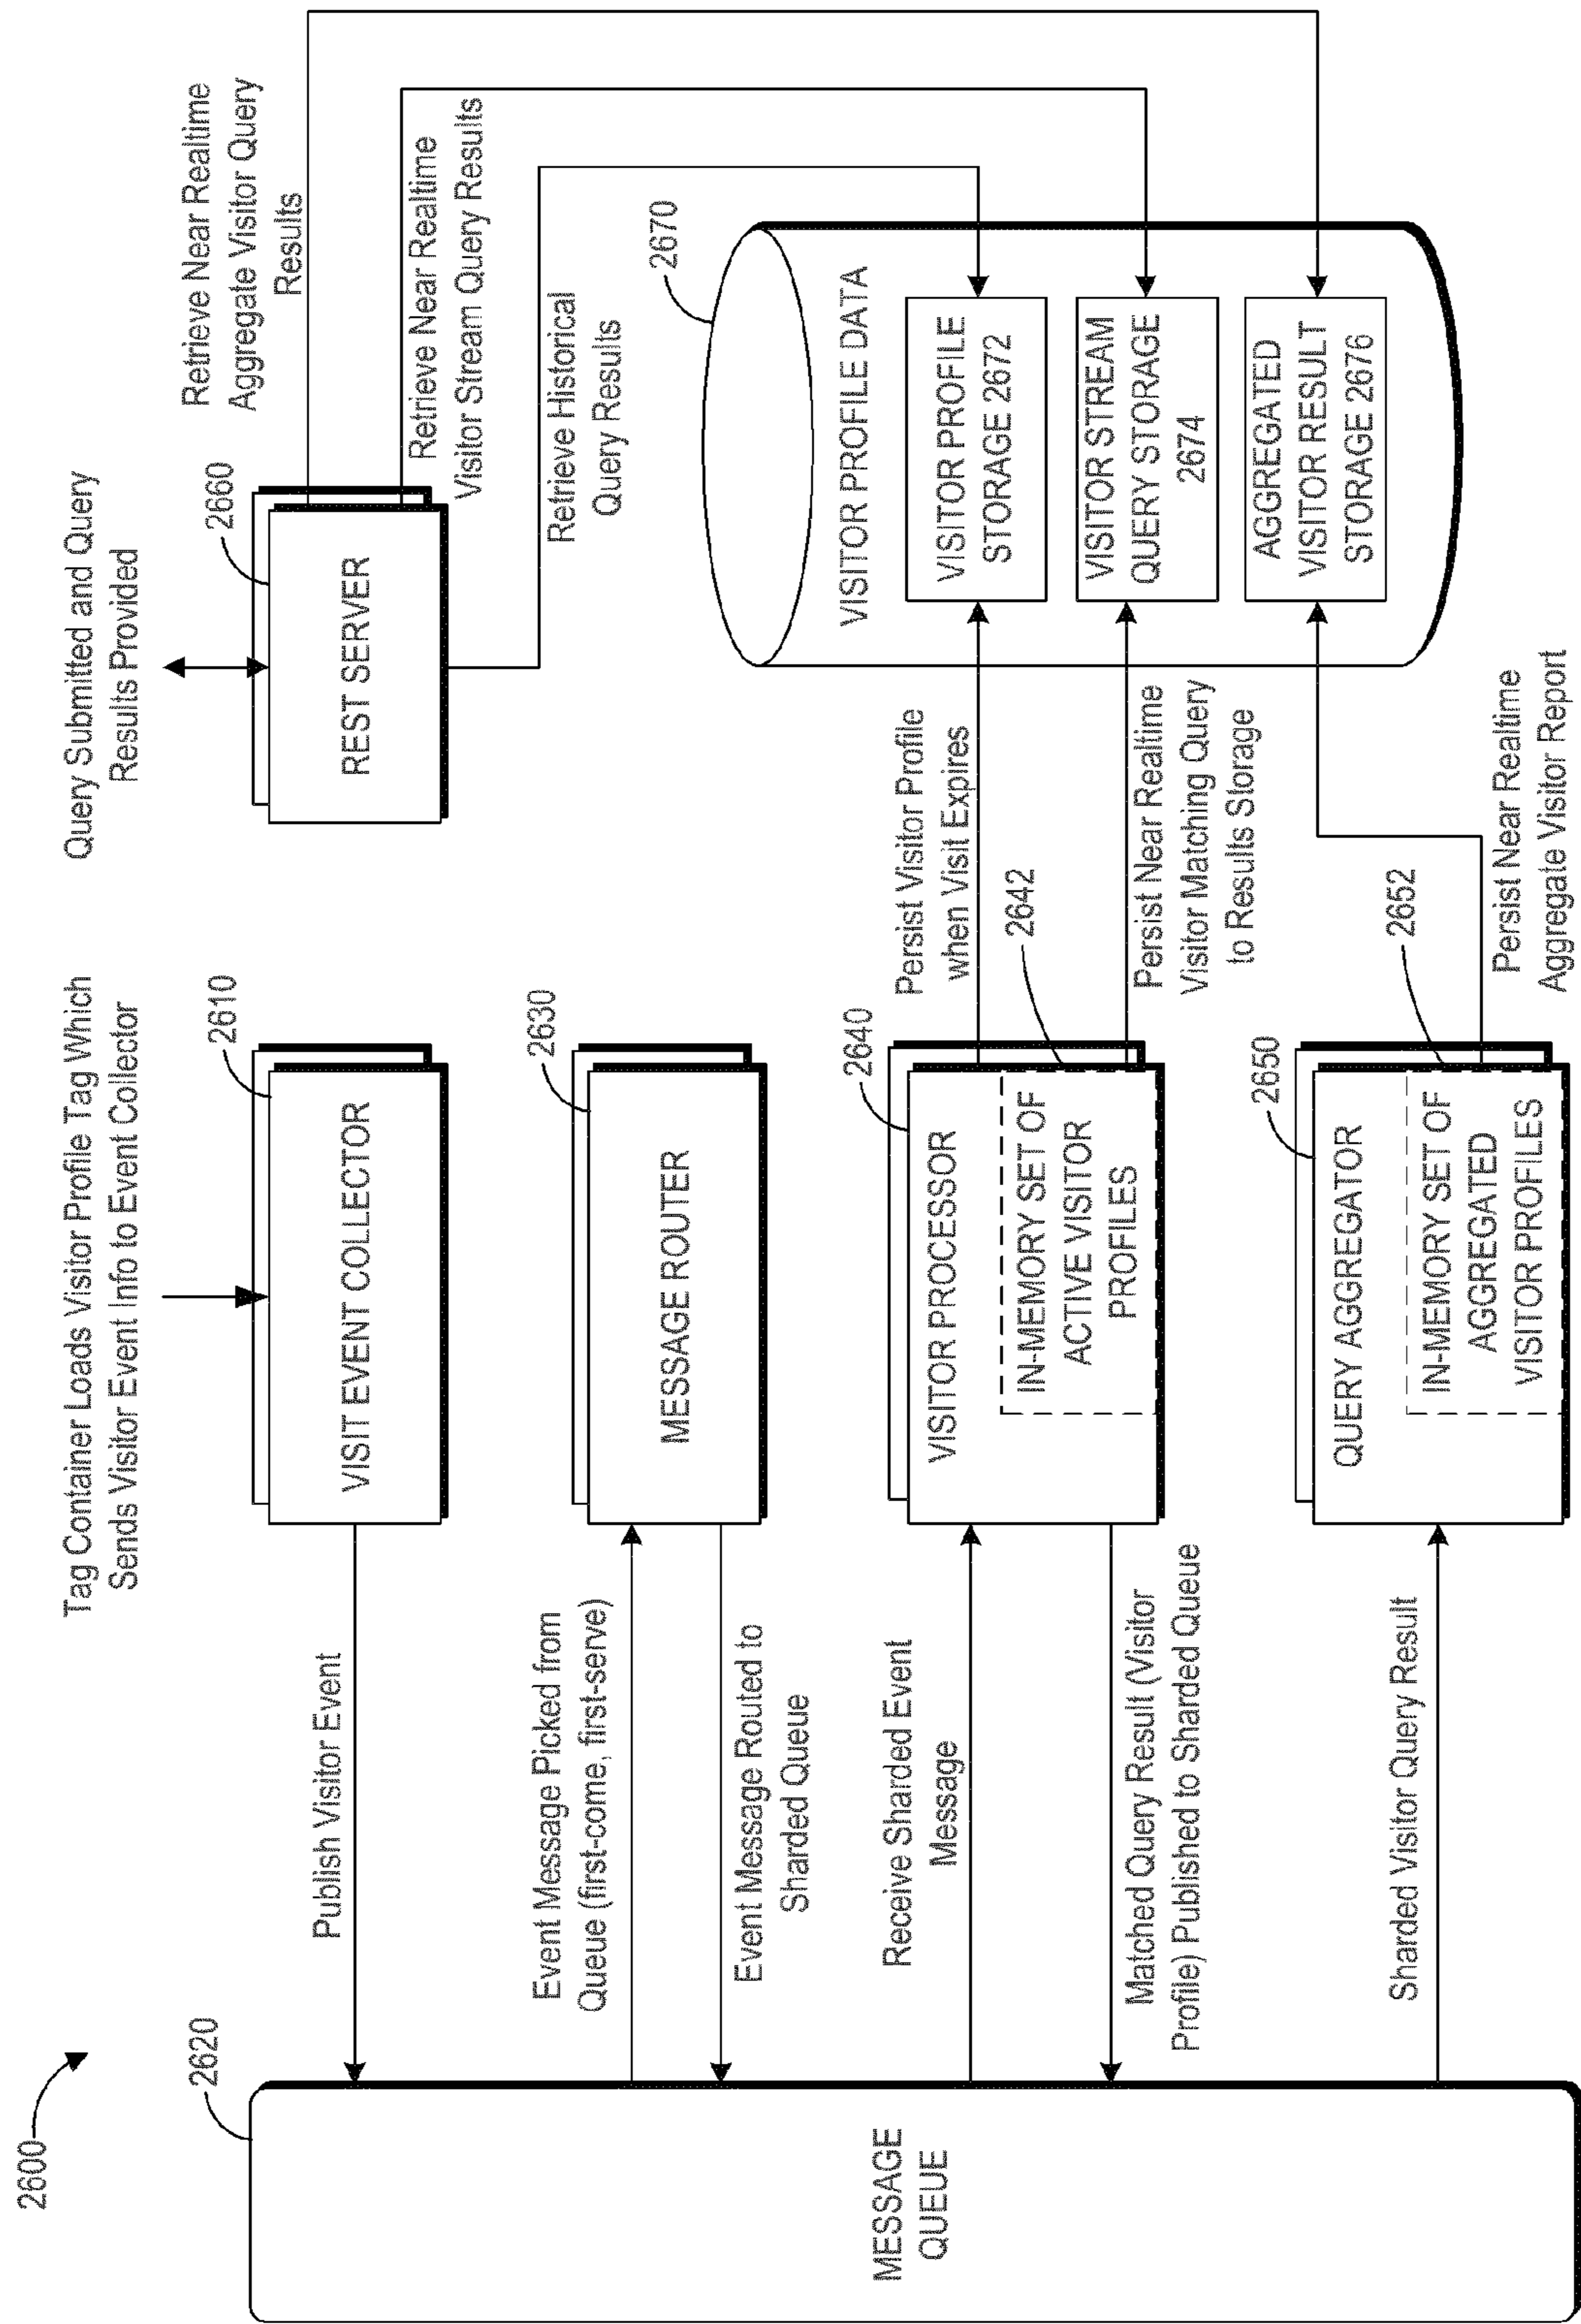 2600
2620
MESSAGE
QUEUE
Tag Container Loads Visitor Profile Tag Which
Sends Visitor Event Info to Event Collector
2610
VISIT EVENT COLLECTOR
Publish Visitor Event
2630
MESSAGE ROUTER
Event Message Picked from
Queue (first-come, first-serve)
Event Message Routed to
Sharded Queue
2640
VISITOR PROCESSOR
IN-MEMORY SET OF
ACTIVE VISITOR
PROFILES
2642
Receive Sharded Event
Message
Matched Query Result (Visitor
Profile) Published to Sharded Queue
2650
QUERY AGGREGATOR
IN-MEMORY SET OF
AGGREGATED
VISITOR PROFILES
2652
Sharded Visitor Query Result
Query Submitted and Query
Results Provided
2660
REST SERVER
Retrieve Near Realtime
Aggregate Visitor Query
Results
Retrieve Near Realtime
Visitor Stream Query Results
Retrieve Historical
Query Results
2670
VISITOR PROFILE DATA
VISITOR PROFILE
STORAGE 2672
VISITOR STREAM
QUERY STORAGE
2674
AGGREGATED
VISITOR RESULT
STORAGE 2676
Persist Visitor Profile
when Visit Expires
Persist Near Realtime
Visitor Matching Query
to Results Storage
Persist Near Realtime
Aggregate Visitor Report